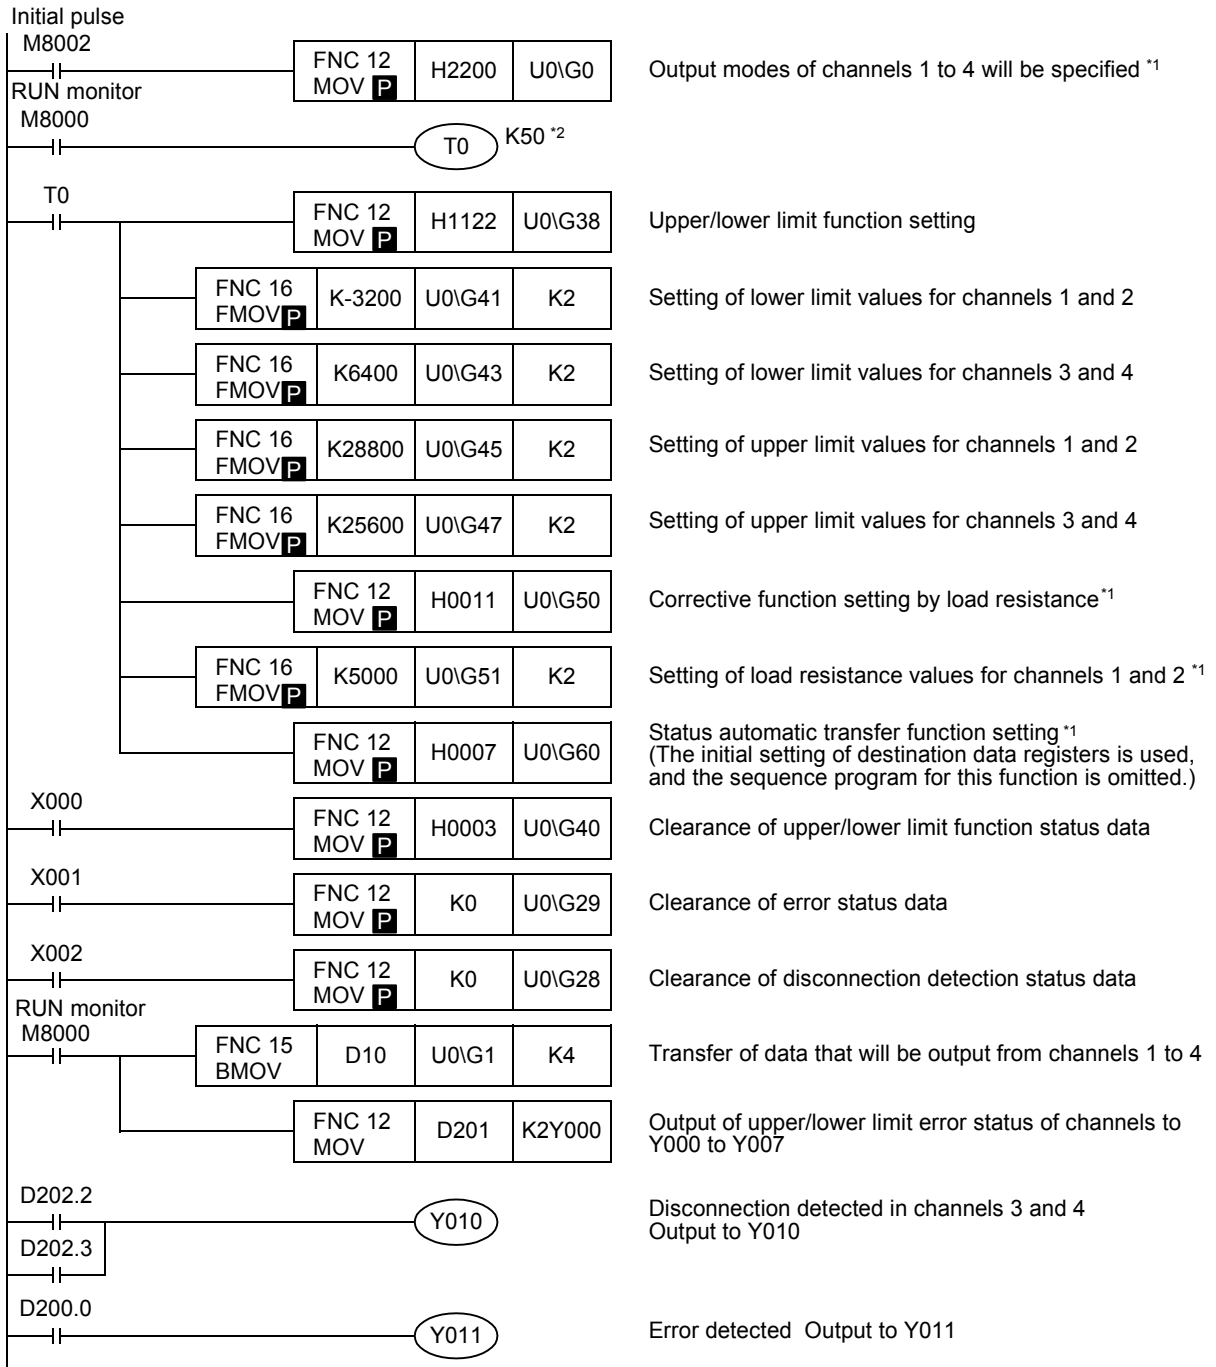 Initial pulse
M8002
FNC 12
MOV P
H2200
U0\G0
Output modes of channels 1 to 4 will be specified *1
RUN monitor
M8000
T0
K50 *2
T0
FNC 12
MOV P
H1122
U0\G38
Upper/lower limit function setting
FNC 16
FMOV P
K-3200
U0\G41
K2
Setting of lower limit values for channels 1 and 2
FNC 16
FMOV P
K6400
U0\G43
K2
Setting of lower limit values for channels 3 and 4
FNC 16
FMOV P
K28800
U0\G45
K2
Setting of upper limit values for channels 1 and 2
FNC 16
FMOV P
K25600
U0\G47
K2
Setting of upper limit values for channels 3 and 4
FNC 12
MOV P
H0011
U0\G50
Corrective function setting by load resistance *1
FNC 16
FMOV P
K5000
U0\G51
K2
Setting of load resistance values for channels 1 and 2 *1
FNC 12
MOV P
H0007
U0\G60
Status automatic transfer function setting *1
(The initial setting of destination data registers is used,
and the sequence program for this function is omitted.)
X000
FNC 12
MOV P
H0003
U0\G40
Clearance of upper/lower limit function status data
X001
FNC 12
MOV P
K0
U0\G29
Clearance of error status data
X002
FNC 12
MOV P
K0
U0\G28
Clearance of disconnection detection status data
RUN monitor
M8000
FNC 15
BMOV
D10
U0\G1
K4
Transfer of data that will be output from channels 1 to 4
FNC 12
MOV
D201
K2Y000
Output of upper/lower limit error status of channels to
Y000 to Y007
D202.2
Y010
Disconnection detected in channels 3 and 4
Output to Y010
D202.3
D200.0
Y011
Error detected Output to Y011